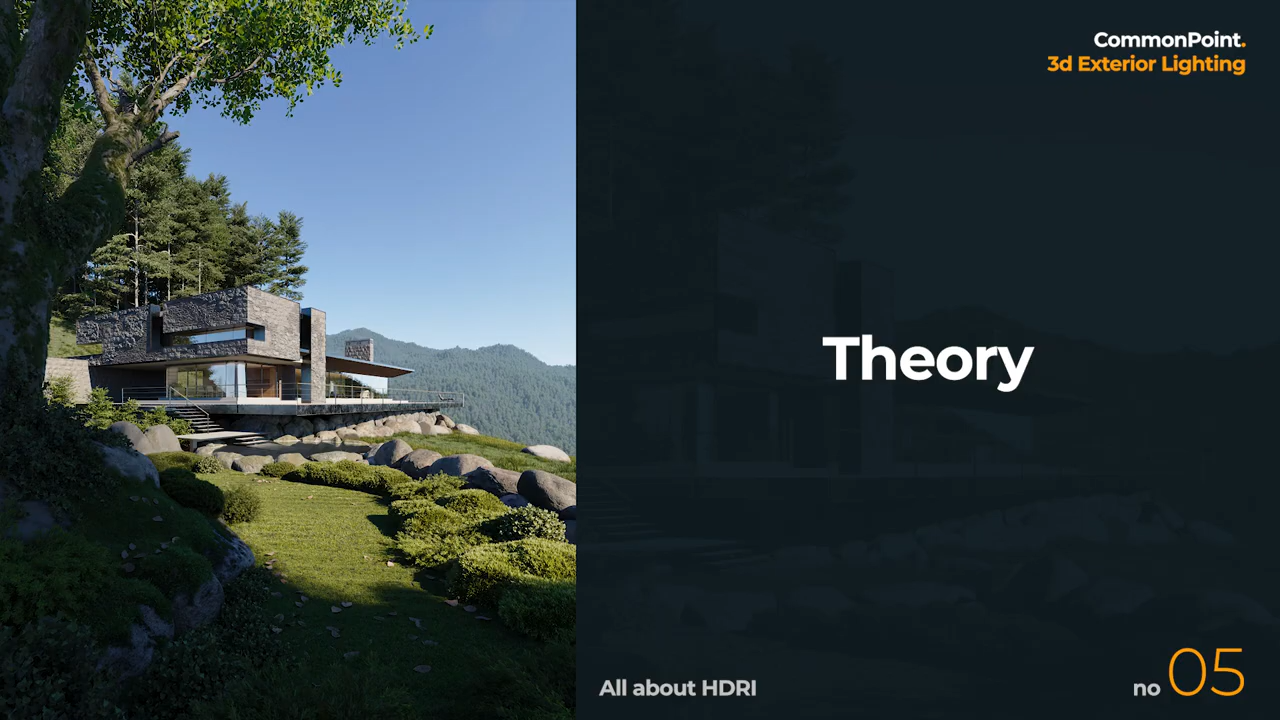 CommonPoint.
3d Exterior Lighting
Theory
All about HDRI
no 05